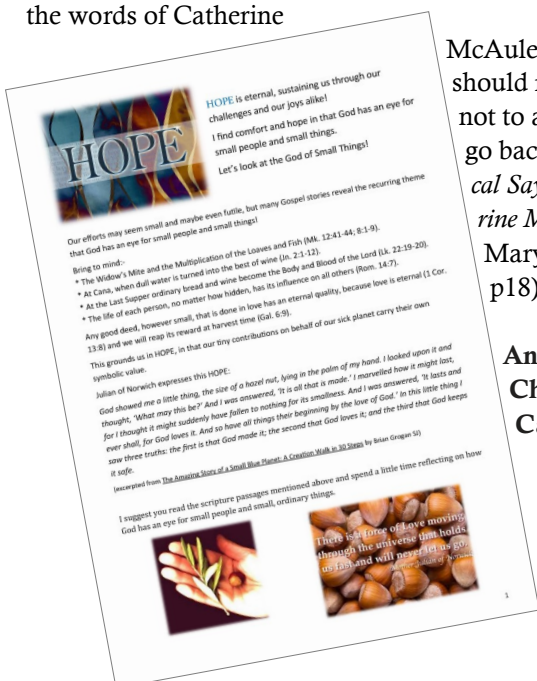 the words of Catherine
McAule
should r
not to a
go bac
cal Say
rine M
Mary
p18)
An
Ch
Ca
HOPE
HOPE is eternal, sustaining us through our
challenges and our joys alike!
I find comfort and hope in that God has an eye for
small people and small things.
Let's look at the God of Small Things!
Our efforts may seem small and maybe even futile, but many Gospel stories reveal the recurring theme
that God has an eye for small people and small things!
Bring to mind:-
* The Widow's Mite and the Multiplication of the Loaves and Fish (Mk. 12:41-44; 8:1-9).
* At Cana, when dull water is turned into the best of wine (Jn. 2:1-12).
* At the Last Supper ordinary bread and wine become the Body and Blood of the Lord (Lk. 22:19-20).
* The life of each person, no matter how hidden, has its influence on all others (Rom. 14:7).
Any good deed, however small, that is done in love has an eternal quality, because love is eternal (1 Cor.
13:8) and we will reap its reward at harvest time (Gal. 6:9).
This grounds us in HOPE, in that our tiny contributions on behalf of our sick planet carry their own
symbolic value.
Julian of Norwich expresses this HOPE:
God showed me a little thing, the size of a hazel nut, lying in the palm of my hand. I looked upon it and
thought, 'What may this be?' And I was answered, 'It is all that is made.' I marvelled how it might last,
for I thought it might suddenly have fallen to nothing for its smallness. And I was answered, 'It lasts and
ever shall, for God loves it. And so have all things their beginning by the love of God.' In this little thing I
saw three truths: the first is that God made it; the second that God loves it; and the third that God keeps
it safe.
(excerpted from The Amazing Story of a Small Blue Planet: A Creation Walk in 30 Steps by Brian Grogan SJ)
I suggest you read the scripture passages mentioned above and spend a little time reflecting on how
God has an eye for small people and small, ordinary things.
There is a force of Love moving
through the universe that holds
us fast and will never let us go.
1